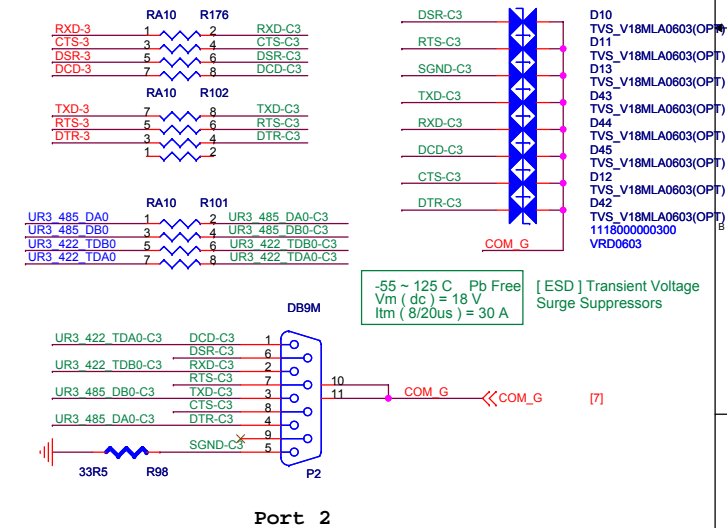 RA10 R176
RXD-3 1 2 RXD-C3
CTS-3 3 4 CTS-C3
DSR-3 5 6 DSR-C3
DCD-3 7 8 DCD-C3
RA10 R102
TXD-3 7 8 TXD-C3
RTS-3 5 6 RTS-C3
DTR-3 3 4 DTR-C3
1 2
RA10 R101
UR3_485_DA0 1 2 UR3_485_DA0-C3
UR3_485_DB0 3 4 UR3_485_DB0-C3
UR3_422_TDB0 5 6 UR3_422_TDB0-C3
UR3_422_TDA0 7 8 UR3_422_TDA0-C3
DSR-C3
RTS-C3
SGND-C3
TXD-C3
RXD-C3
DCD-C3
CTS-C3
DTR-C3
COM_G
D10
TVS_V18MLA0603(OPT)
D11
TVS_V18MLA0603(OPT)
D13
TVS_V18MLA0603(OPT)
D43
TVS_V18MLA0603(OPT)
D44
TVS_V18MLA0603(OPT)
D45
TVS_V18MLA0603(OPT)
D12
TVS_V18MLA0603(OPT)
D42
TVS_V18MLA0603(OPT)
1118000000300
VRD0603
B
-55 ~ 125 C Pb Free
Vm ( dc ) = 18 V
Itm ( 8/20us ) = 30 A
[ ESD ] Transient Voltage
Surge Suppressors
DB9M
UR3_422_TDA0-C3 DCD-C3 1
DSR-C3 6
UR3_422_TDB0-C3 RXD-C3 2
RTS-C3 7
UR3_485_DB0-C3 TXD-C3 3
CTS-C3 8
UR3_485_DA0-C3 DTR-C3 4
9
SGND-C3 5
10
11 COM_G COM_G [7]
33R5 R98
P2
Port 2